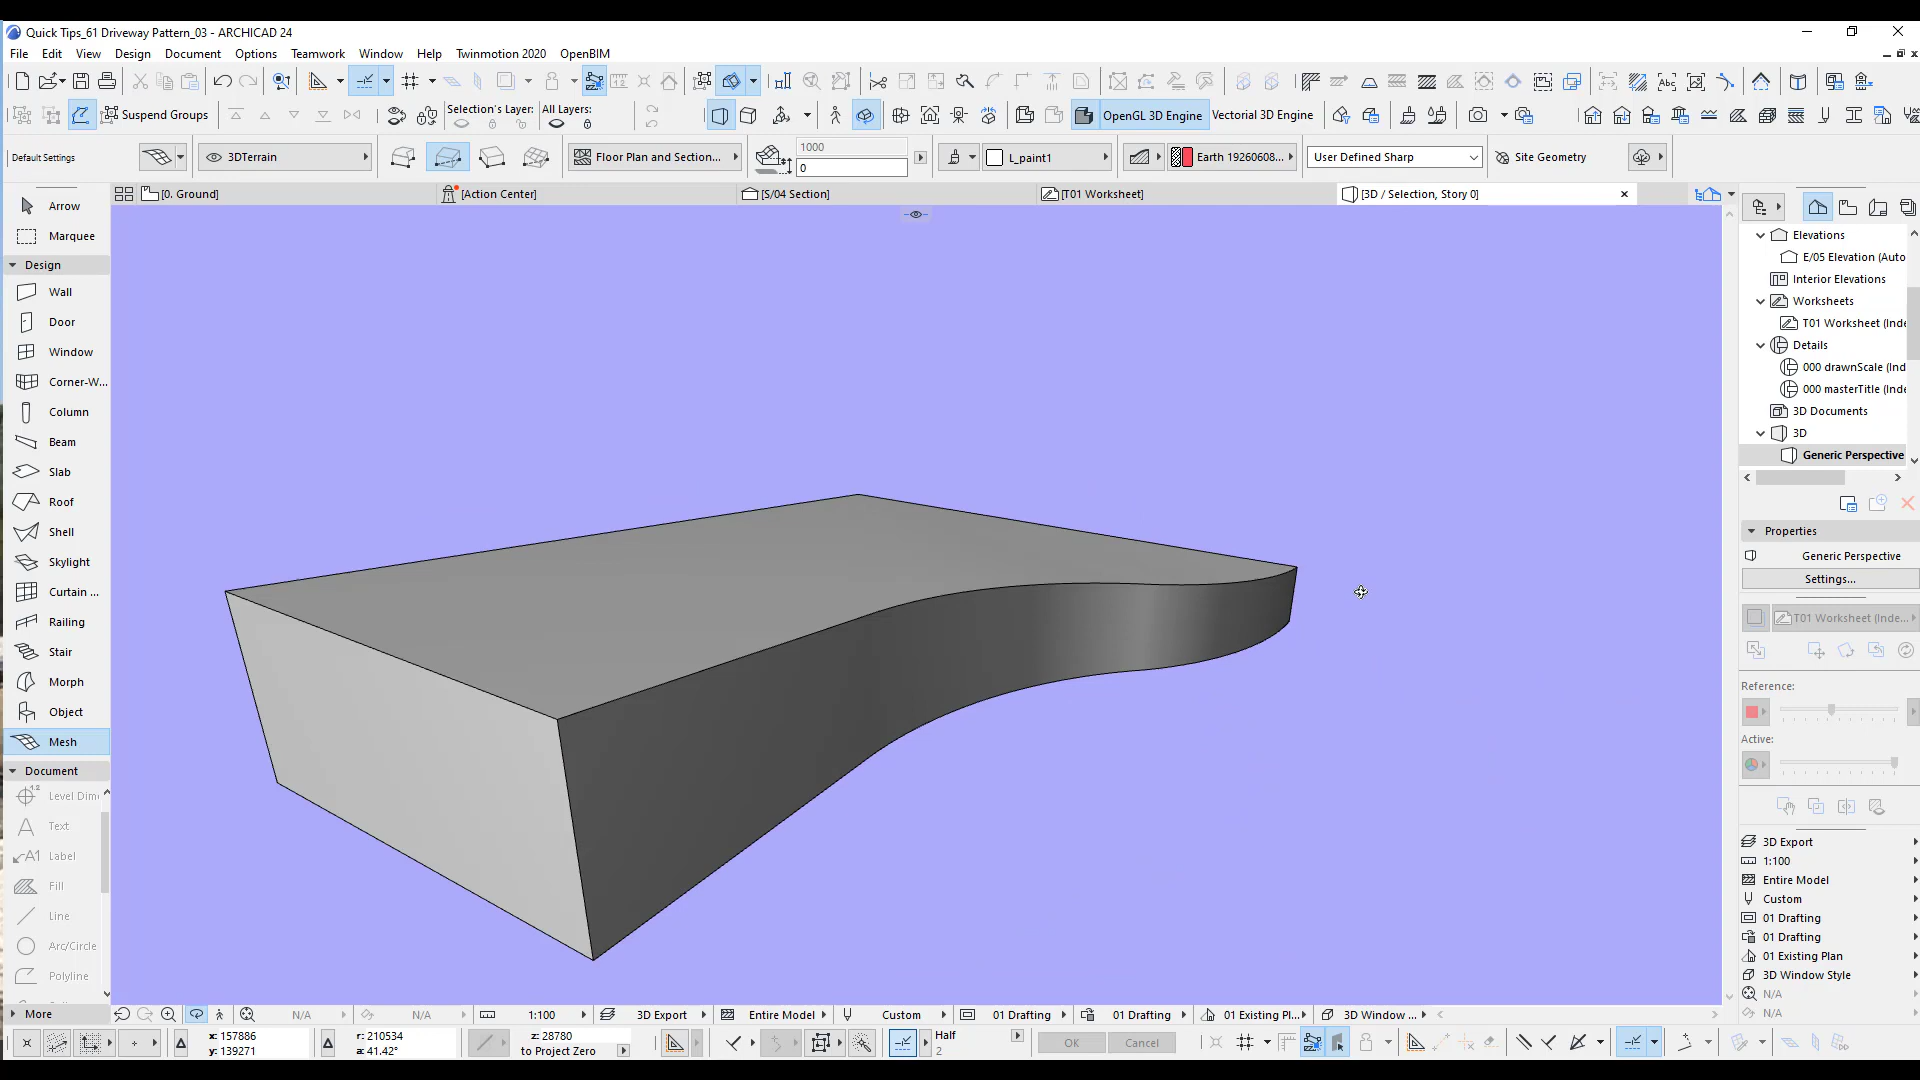 Quick Tips_61 Driveway Pattern_03 - ARCHICAD 24
File Edit View Design Document Options Teamwork Window Help Twinmotion 2020 OpenBIM
Suspend Groups
Selection's Layer:
All Layers:
OpenGL 3D Engine
Vectorial 3D Engine
Default Settings
3DTerrain
Floor Plan and Section...
1000
0
L_paint1
Earth 19260608...
User Defined Sharp
Site Geometry
[0. Ground]
[Action Center]
[S/04 Section]
[T01 Worksheet]
[3D / Selection, Story 0]
Arrow
Marquee
Design
Wall
Door
Window
Corner-W...
Column
Beam
Slab
Roof
Shell
Skylight
Curtain ...
Railing
Stair
Morph
Object
Mesh
Document
Level Dim
Text
A1 Label
Fill
Line
Arc/Circle
Polyline
More
Elevations
E/05 Elevation (Auto
Interior Elevations
Worksheets
T01 Worksheet (Inde
Details
000 drawnScale (Ind
000 masterTitle (Inde
3D Documents
3D
Generic Perspective
Properties
Generic Perspective
Settings...
T01 Worksheet (Inde...
Reference:
Active:
3D Export
1:100
Entire Model
Custom
01 Drafting
01 Drafting
01 Existing Plan
3D Window Style
N/A
N/A
N/A
N/A
1:100
3D Export
Entire Model
Custom
01 Drafting
01 Drafting
01 Existing Pl...
3D Window ...
x: 157886
y: 139271
r: 210534
a: 41.42°
z: 28780
to Project Zero
Half
2
OK
Cancel